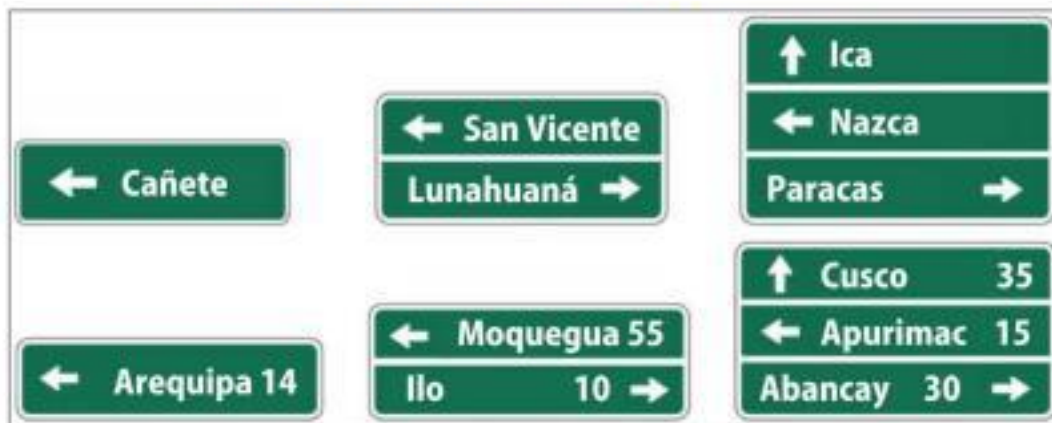 ← Cañete
← San Vicente
Lunahuaná →
↑ Ica
← Nazca
Paracas →
← Arequipa 14
← Moquegua 55
Ilo 10 →
↑ Cusco 35
← Apurimac 15
Abancay 30 →